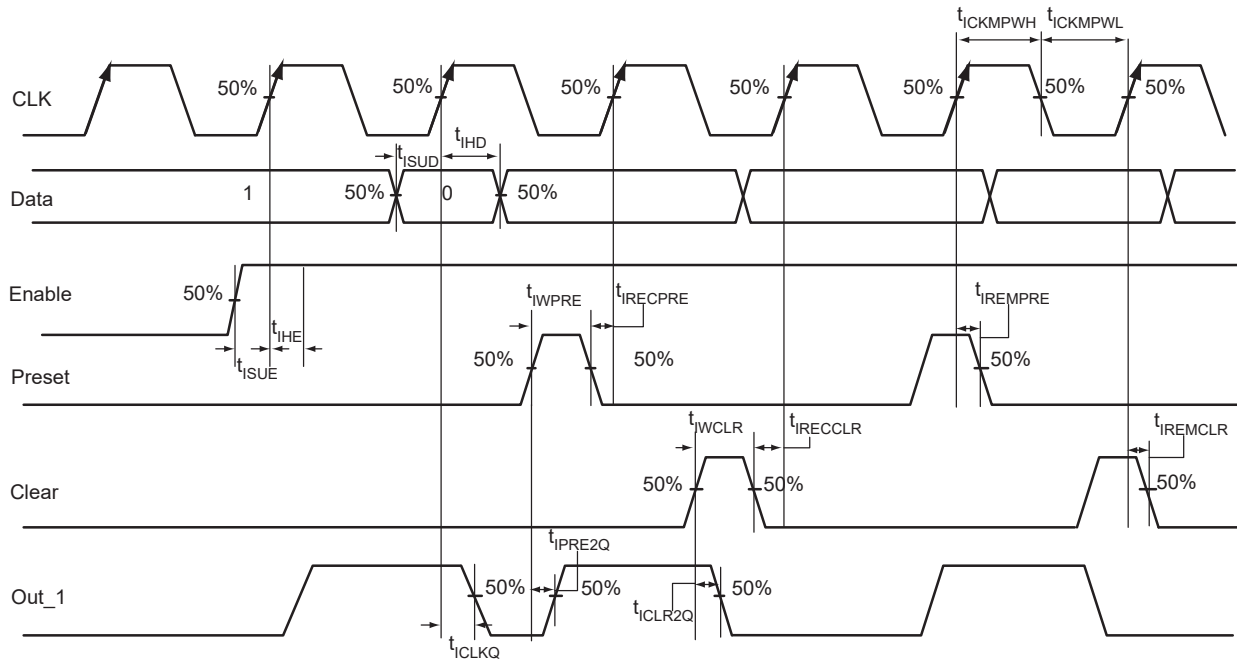 tICKMPWH tICKMPWL
CLK 50% 50% 50% 50% 50% 50% 50%
tISUD tIHD
Data 1 50% 0 50%
Enable 50% tIWPRE tIRECPRE tIREMPRE
tIHE
tISUE
Preset 50% 50% 50%
tIWCLR tIRECCLR tIREMCLR
Clear 50% 50% 50%
tIPRE2Q
Out_1 50% 50% 50%
tICLR2Q
tICLKQ